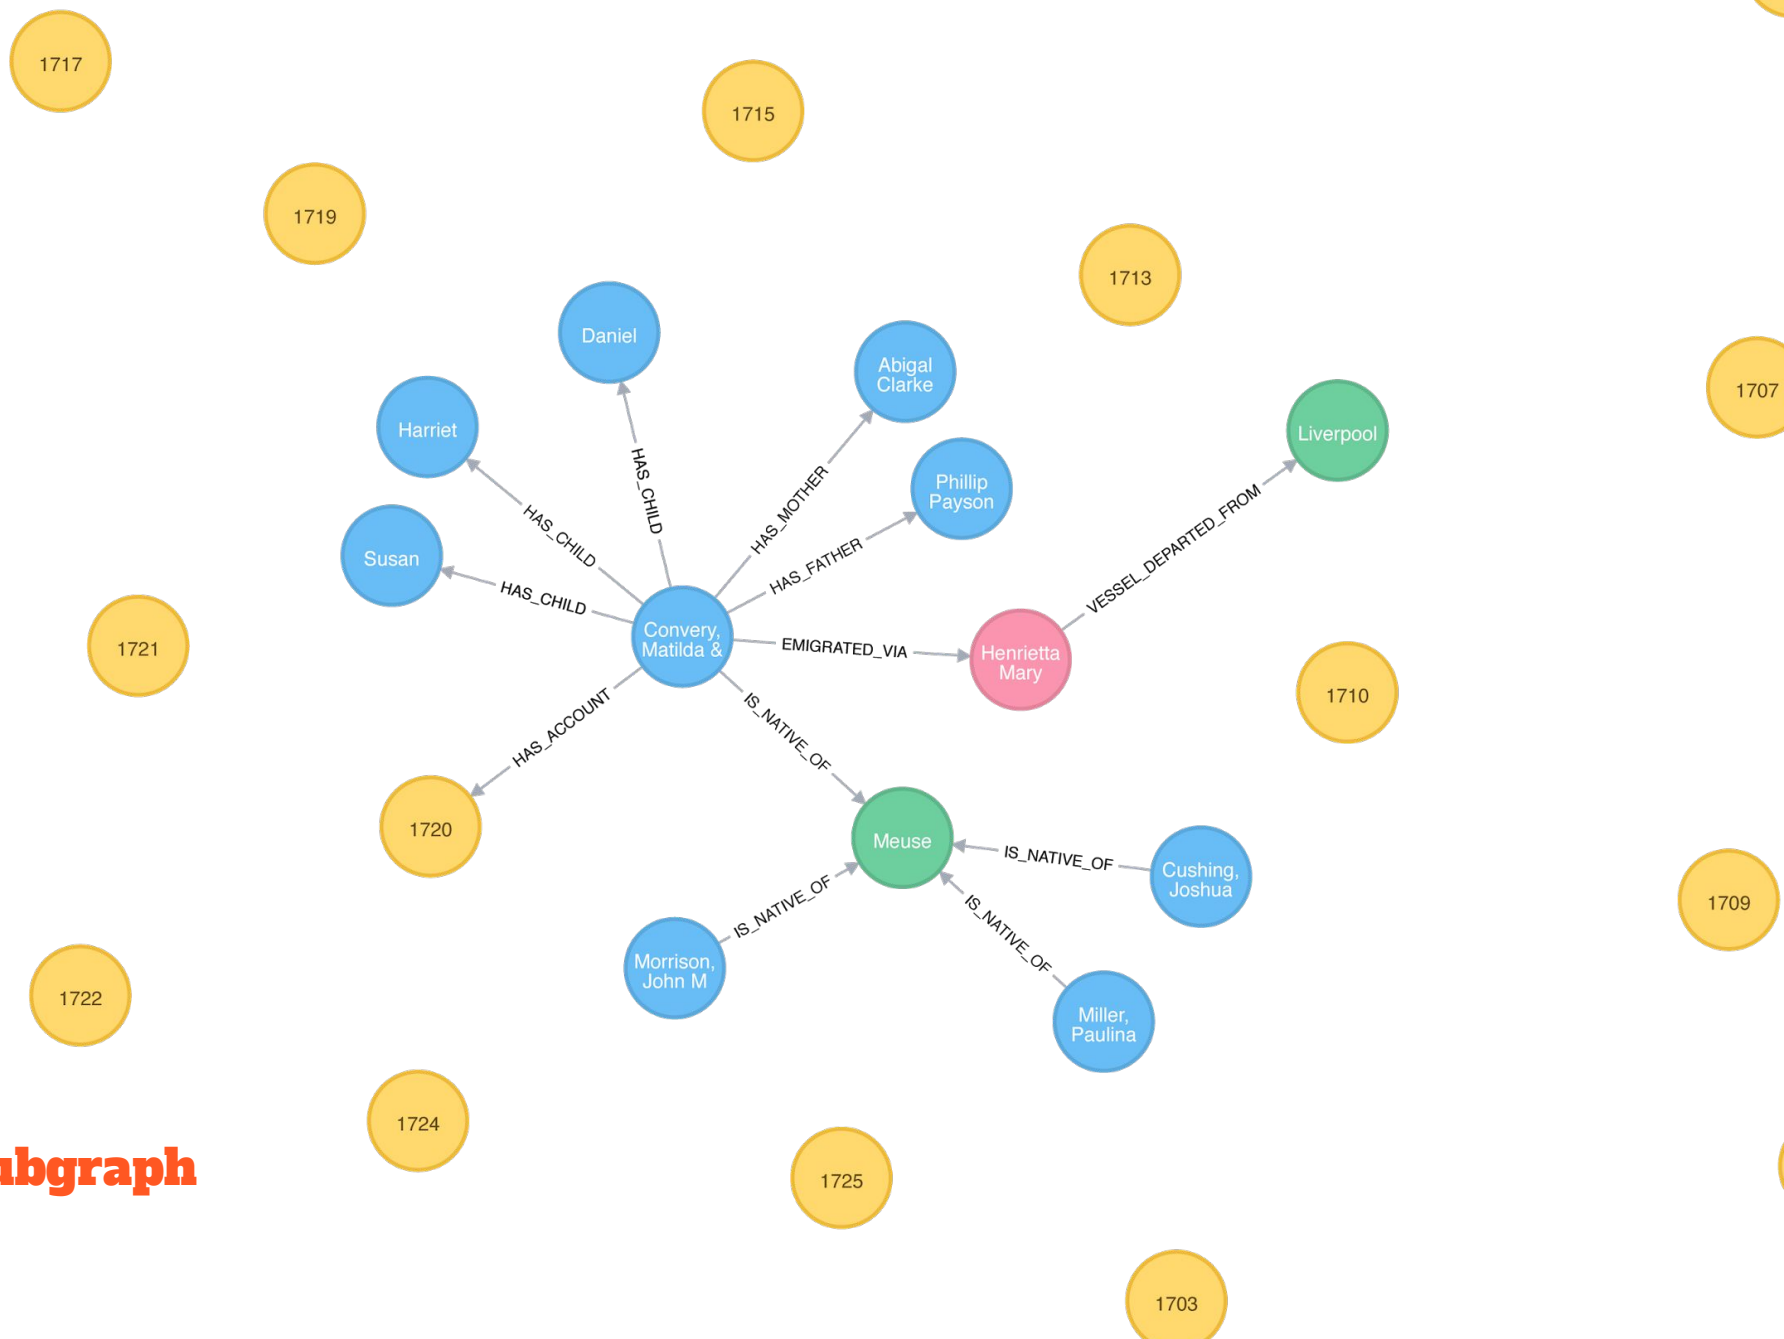 1717
1715
1719
1713
Daniel
Abigal
Clarke
1707
Harriet
Liverpool
HAS_CHILD
HAS_MOTHER
Phillip
Payson
HAS_CHILD
VESSEL_DEPARTED_FROM
Susan
HAS_FATHER
HAS_CHILD
1721
Convery,
Matilda &
EMIGRATED_VIA
Henrietta
Mary
1710
HAS_ACCOUNT
IS_NATIVE_OF
1720
Meuse
IS_NATIVE_OF
Cushing,
Joshua
1709
IS_NATIVE_OF
IS_NATIVE_OF
Morrison,
John M
1722
Miller,
Paulina
1724
ubgraph
1725
1703